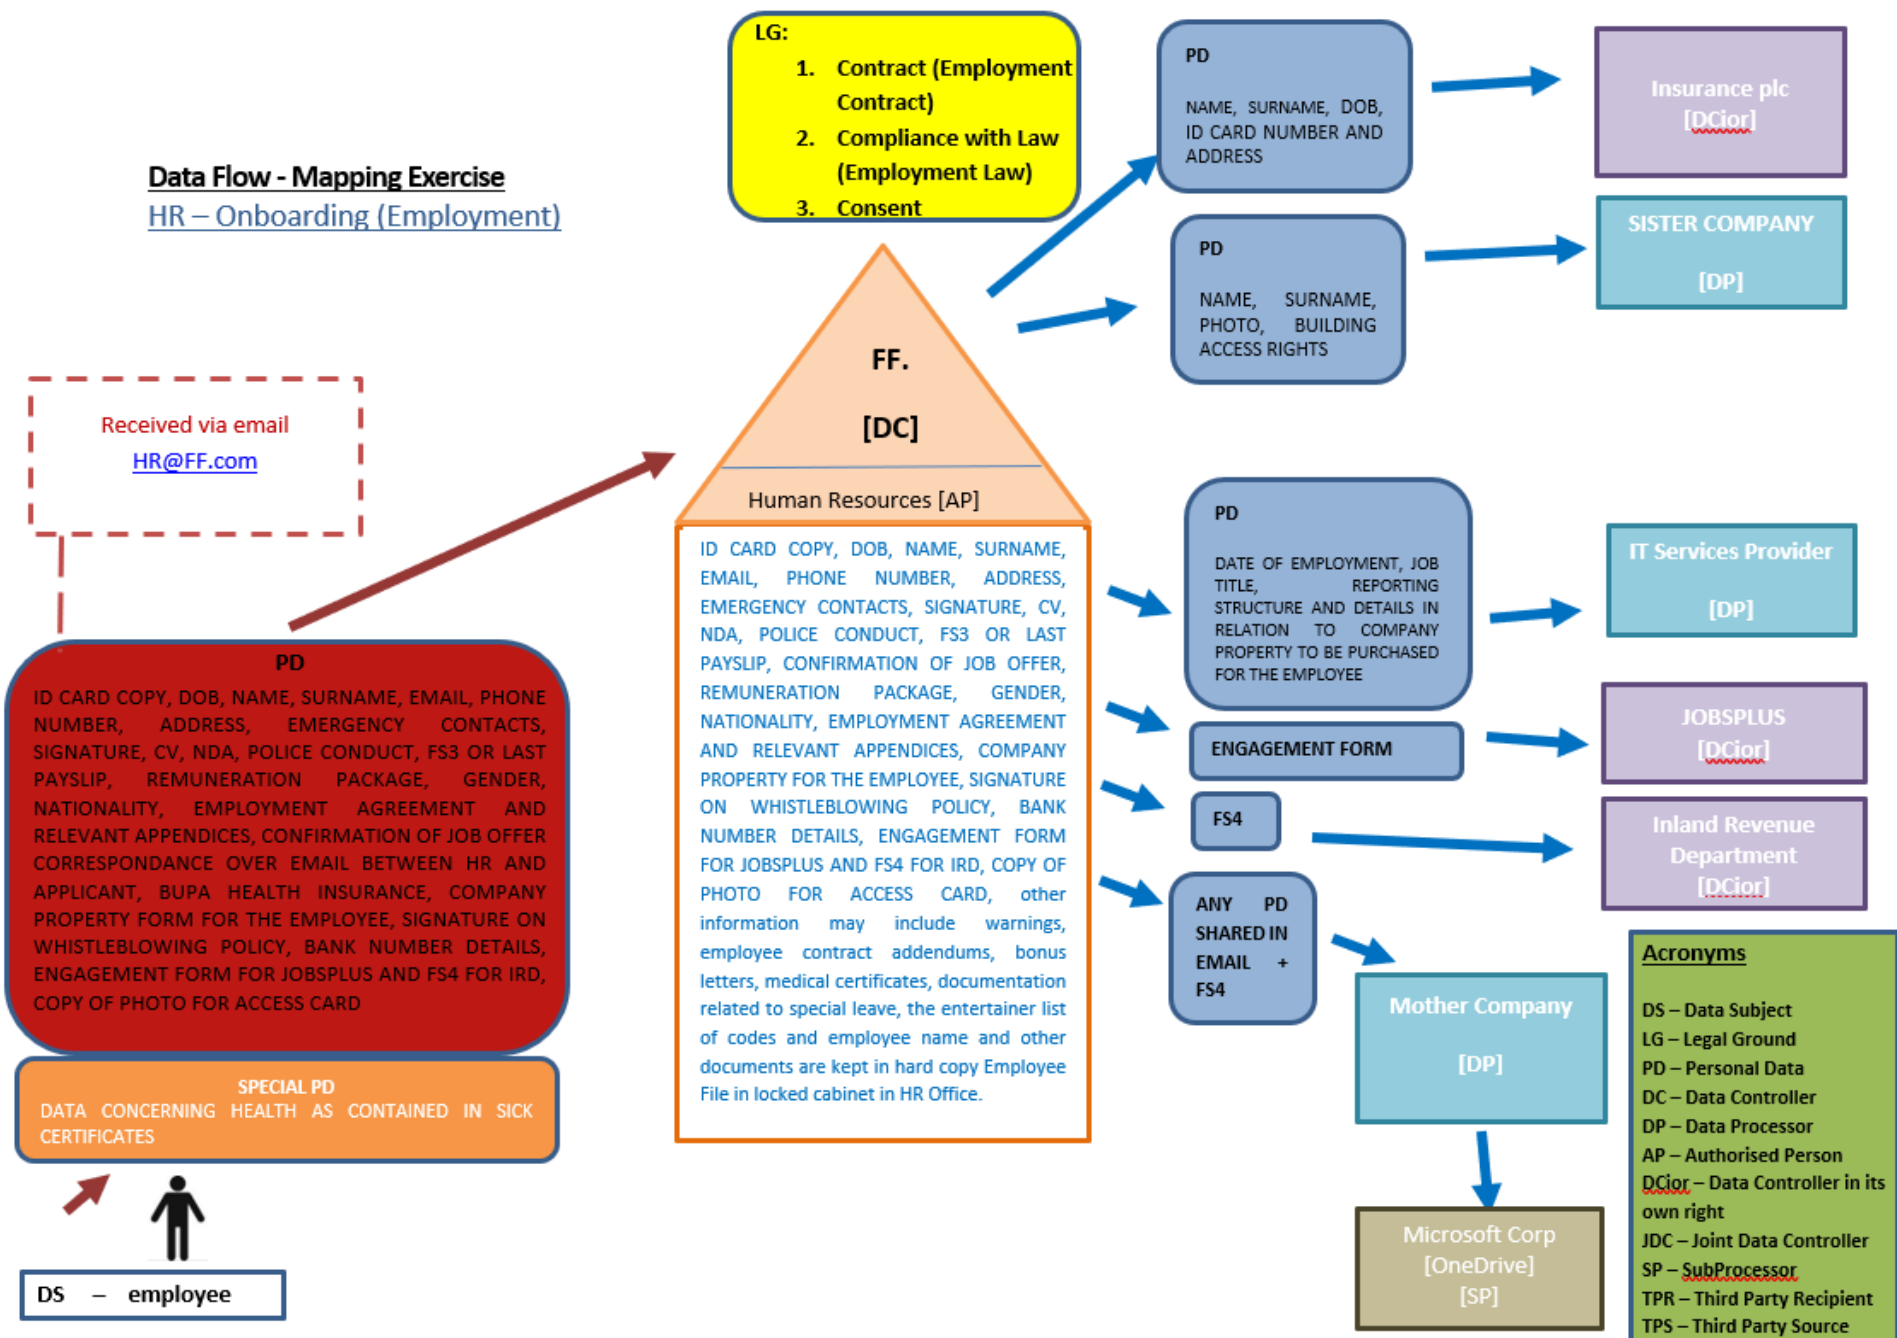 Data Flow - Mapping Exercise
HR – Onboarding (Employment)
LG:
1. Contract (Employment
Contract)
2. Compliance with Law
(Employment Law)
3. Consent
PD
NAME, SURNAME, DOB,
ID CARD NUMBER AND
ADDRESS
Insurance plc
[DCior]
PD
NAME, SURNAME,
PHOTO, BUILDING
ACCESS RIGHTS
SISTER COMPANY
[DP]
Received via email
HR@FF.com
FF.
[DC]
Human Resources [AP]
ID CARD COPY, DOB, NAME, SURNAME,
EMAIL, PHONE NUMBER, ADDRESS,
EMERGENCY CONTACTS, SIGNATURE, CV,
NDA, POLICE CONDUCT, FS3 OR LAST
PAYSLIP, CONFIRMATION OF JOB OFFER,
REMUNERATION PACKAGE, GENDER,
NATIONALITY, EMPLOYMENT AGREEMENT
AND RELEVANT APPENDICES, COMPANY
PROPERTY FOR THE EMPLOYEE, SIGNATURE
ON WHISTLEBLOWING POLICY, BANK
NUMBER DETAILS, ENGAGEMENT FORM
FOR JOBSPLUS AND FS4 FOR IRD, COPY OF
PHOTO FOR ACCESS CARD, other
information may include warnings,
employee contract addendums, bonus
letters, medical certificates, documentation
related to special leave, the entertainer list
of codes and employee name and other
documents are kept in hard copy Employee
File in locked cabinet in HR Office.
PD
ID CARD COPY, DOB, NAME, SURNAME, EMAIL, PHONE
NUMBER, ADDRESS, EMERGENCY CONTACTS,
SIGNATURE, CV, NDA, POLICE CONDUCT, FS3 OR LAST
PAYSLIP, REMUNERATION PACKAGE, GENDER,
NATIONALITY, EMPLOYMENT AGREEMENT AND
RELEVANT APPENDICES, CONFIRMATION OF JOB OFFER
CORRESPONDANCE OVER EMAIL BETWEEN HR AND
APPLICANT, BUPA HEALTH INSURANCE, COMPANY
PROPERTY FORM FOR THE EMPLOYEE, SIGNATURE ON
WHISTLEBLOWING POLICY, BANK NUMBER DETAILS,
ENGAGEMENT FORM FOR JOBSPLUS AND FS4 FOR IRD,
COPY OF PHOTO FOR ACCESS CARD
SPECIAL PD
DATA CONCERNING HEALTH AS CONTAINED IN SICK
CERTIFICATES
DS – employee
PD
DATE OF EMPLOYMENT, JOB
TITLE, REPORTING
STRUCTURE AND DETAILS IN
RELATION TO COMPANY
PROPERTY TO BE PURCHASED
FOR THE EMPLOYEE
IT Services Provider
[DP]
ENGAGEMENT FORM
JOBSPLUS
[DCior]
FS4
Inland Revenue
Department
[DCior]
ANY PD
SHARED IN
EMAIL +
FS4
Mother Company
[DP]
Microsoft Corp
[OneDrive]
[SP]
Acronyms
DS – Data Subject
LG – Legal Ground
PD – Personal Data
DC – Data Controller
DP – Data Processor
AP – Authorised Person
DCior – Data Controller in its
own right
JDC – Joint Data Controller
SP – SubProcessor
TPR – Third Party Recipient
TPS – Third Party Source